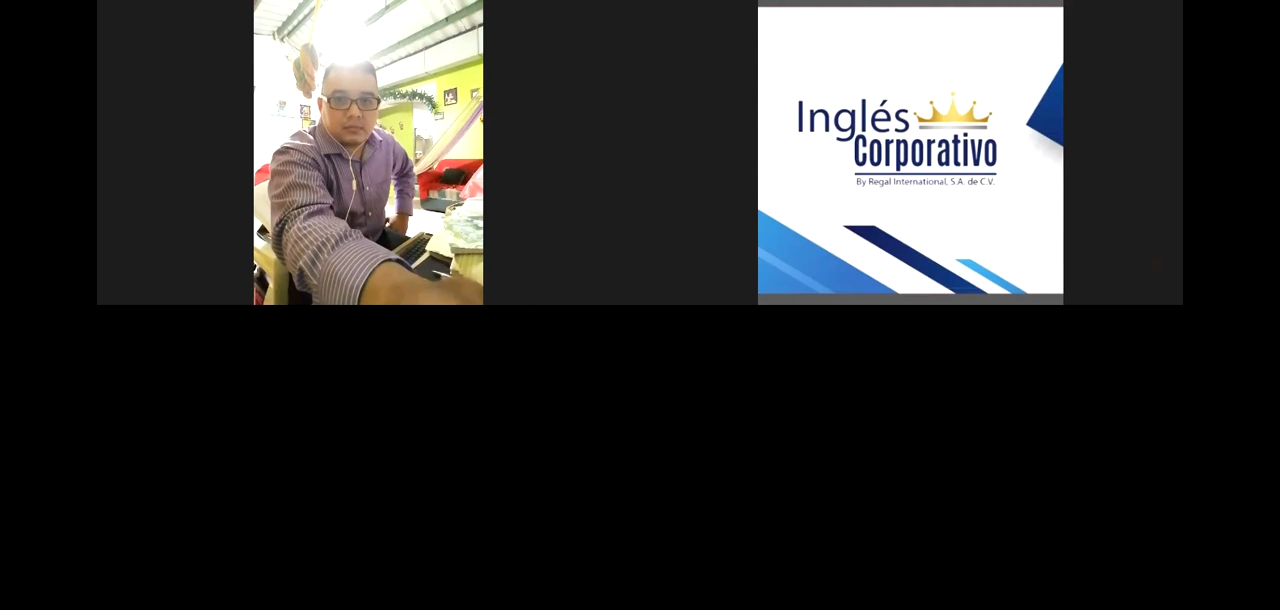 Inglés
Corporativo
By Regal International, S.A. de C.V.